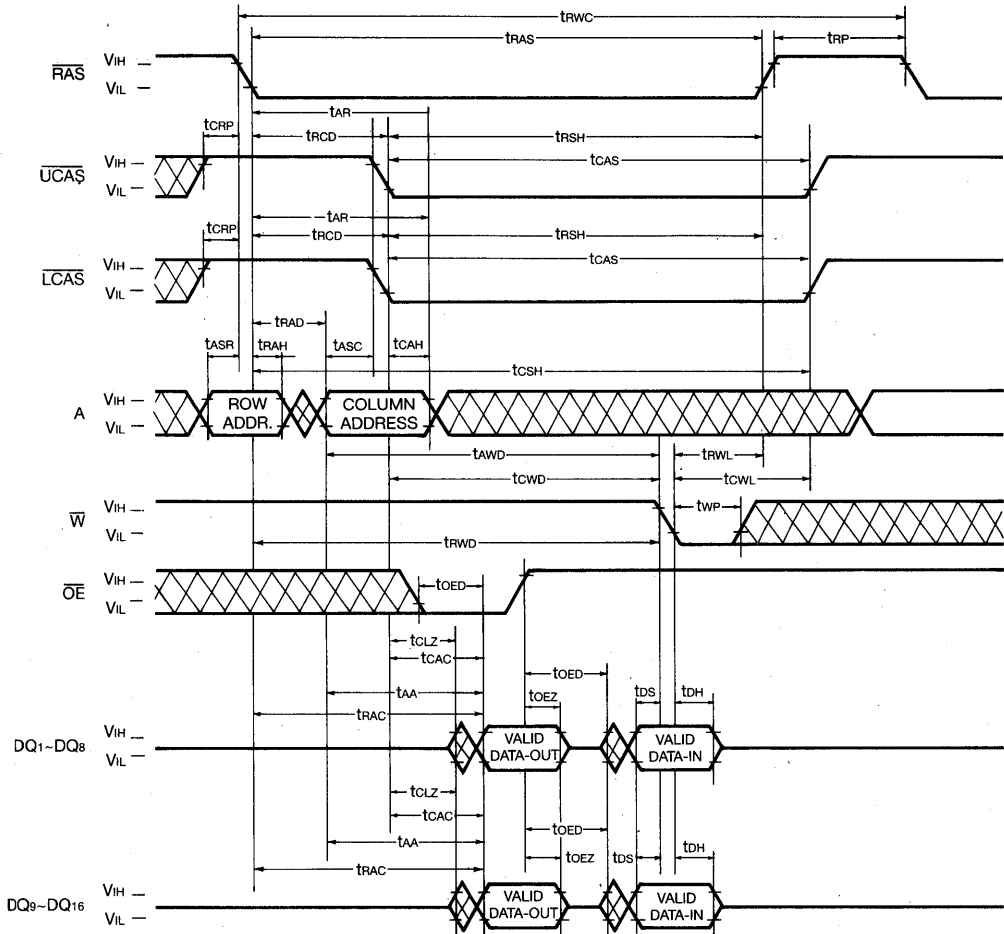 tRWC
tRAS
tRP
RAS
VIH
VIL
tAR
tCRP
tRCD
tRSH
UCAS
VIH
VIL
tCAS
tAR
tCRP
tRCD
tRSH
LCAS
VIH
VIL
tCAS
tRAD
tASR
tRAH
tASC
tCAH
tCSH
A
VIH
VIL
ROW
ADDR.
COLUMN
ADDRESS
tAWD
tRWL
tCWD
tCWL
W
VIH
VIL
tWP
tRWD
OE
VIH
VIL
tOED
tCLZ
tCAC
tOED
tAA
tOEZ
tDS
tDH
tRAC
DQ1~DQ8
VIH
VIL
VALID
DATA-OUT
VALID
DATA-IN
tCLZ
tCAC
tOED
tAA
tOEZ
tDS
tDH
tRAC
DQ9~DQ16
VIH
VIL
VALID
DATA-OUT
VALID
DATA-IN